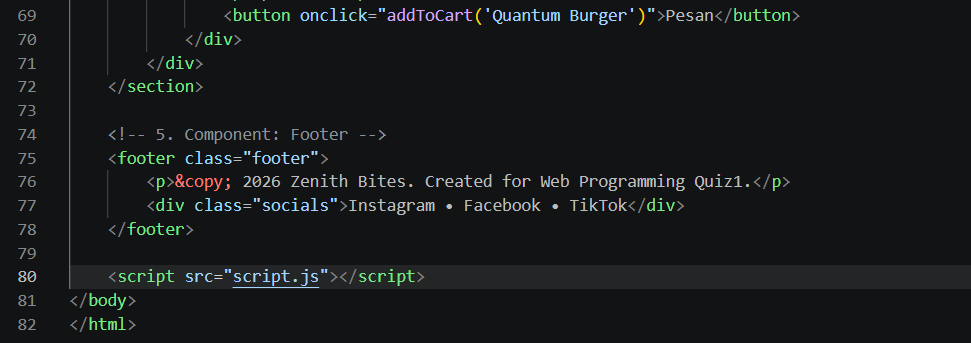 69 <button onclick="addToCart('Quantum Burger')">Pesan</button>
70 </div>
71 </div>
72 </section>
73
74 <!-- 5. Component: Footer -->
75 <footer class="footer">
76 <p>&copy; 2026 Zenith Bites. Created for Web Programming Quiz1.</p>
77 <div class="socials">Instagram • Facebook • TikTok</div>
78 </footer>
79
80 <script src="script.js"></script>
81 </body>
82 </html>